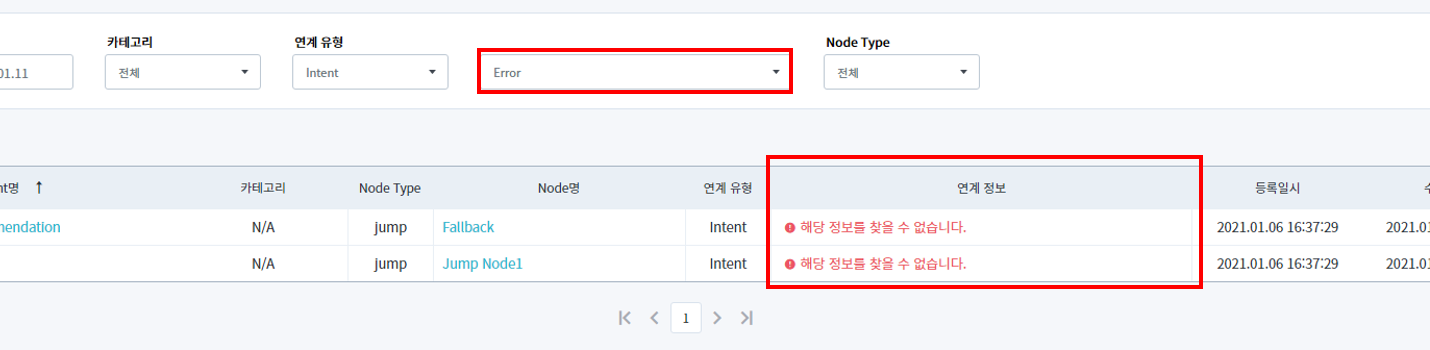 카테고리 연계 유형 Node Type
01.11 전체 Intent Error 전체
nt명 ↑ 카테고리 Node Type Node명 연계 유형 연계 정보 등록일시
mendation N/A jump Fallback Intent 해당 정보를 찾을 수 없습니다. 2021.01.06 16:37:29 2021.01
N/A jump Jump Node1 Intent 해당 정보를 찾을 수 없습니다. 2021.01.06 16:37:29 2021.01
1